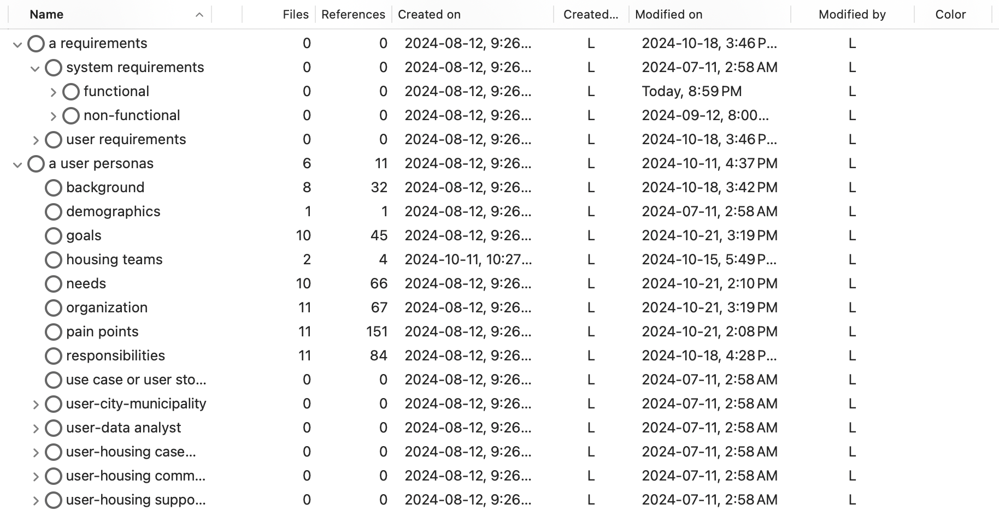 Name Files References Created on Created... Modified on Modified by Color
a requirements 0 0 2024-08-12, 9:26... L 2024-10-18, 3:46 P... L
system requirements 0 0 2024-08-12, 9:26... L 2024-07-11, 2:58 AM L
functional 0 0 2024-08-12, 9:26... L Today, 8:59 PM L
non-functional 0 0 2024-08-12, 9:26... L 2024-09-12, 8:00... L
user requirements 0 0 2024-08-12, 9:26... L 2024-10-18, 3:46 P... L
a user personas 6 11 2024-08-12, 9:26... L 2024-10-11, 4:37 PM L
background 8 32 2024-08-12, 9:26... L 2024-10-18, 3:42 PM L
demographics 1 1 2024-08-12, 9:26... L 2024-07-11, 2:58 AM L
goals 10 45 2024-08-12, 9:26... L 2024-10-21, 3:19 PM L
housing teams 2 4 2024-10-11, 10:27... L 2024-10-15, 5:49 P... L
needs 10 66 2024-08-12, 9:26... L 2024-10-21, 2:10 PM L
organization 11 67 2024-08-12, 9:26... L 2024-10-21, 3:19 PM L
pain points 11 151 2024-08-12, 9:26... L 2024-10-21, 2:08 PM L
responsibilities 11 84 2024-08-12, 9:26... L 2024-10-18, 4:28 P... L
use case or user sto... 0 0 2024-08-12, 9:26... L 2024-07-11, 2:58 AM L
user-city-municipality 0 0 2024-08-12, 9:26... L 2024-07-11, 2:58 AM L
user-data analyst 0 0 2024-08-12, 9:26... L 2024-07-11, 2:58 AM L
user-housing case... 0 0 2024-08-12, 9:26... L 2024-07-11, 2:58 AM L
user-housing comm... 0 0 2024-08-12, 9:26... L 2024-07-11, 2:58 AM L
user-housing suppo... 0 0 2024-08-12, 9:26... L 2024-07-11, 2:58 AM L